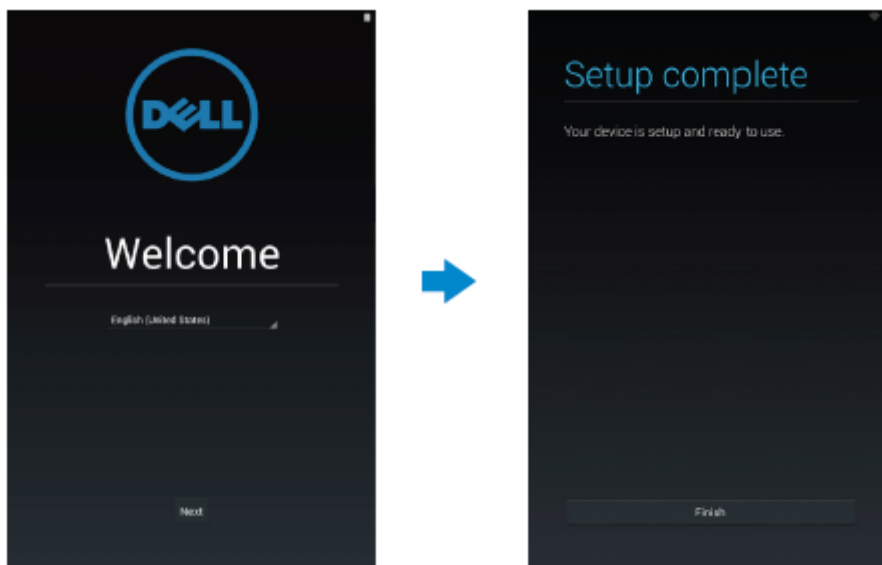 DELL
Welcome
English (United States)
Next
Setup complete
Your device is setup and ready to use.
Finish